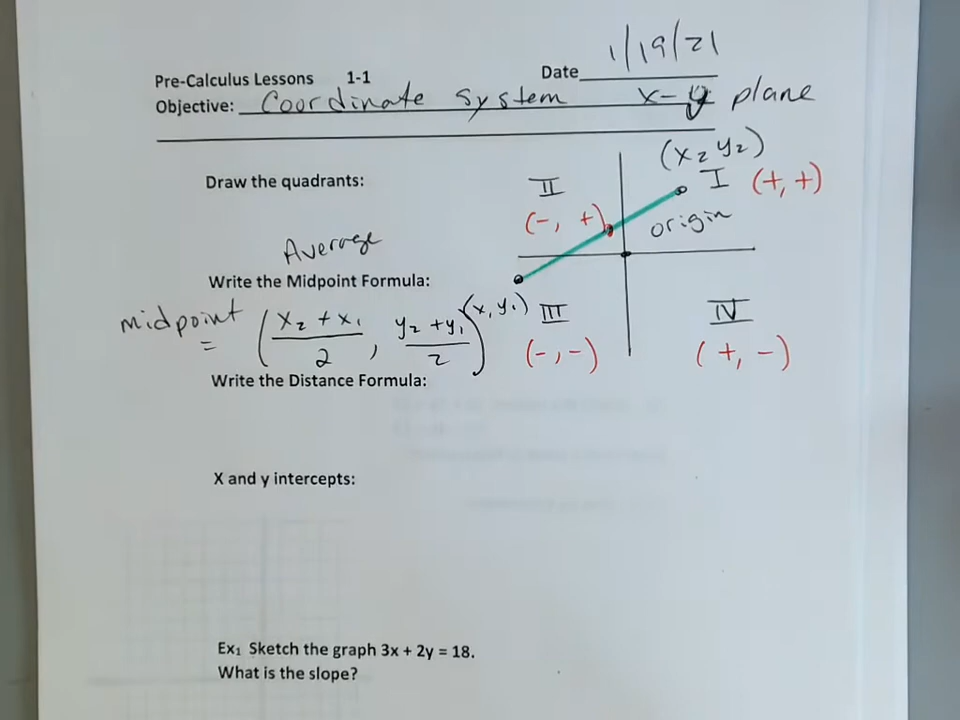 Pre-Calculus Lessons 1-1 Date 1/19/21
Objective: Coordinate system x-y plane
(x2 y2)
Draw the quadrants: II I (+, +)
(-, +) origin
Average
Write the Midpoint Formula:
midpoint = (x2 + x1 / 2, y2 + y1 / 2) (x, y1) III IV
(-, -) (+, -)
Write the Distance Formula:
X and y intercepts:
Ex1 Sketch the graph 3x + 2y = 18.
What is the slope?